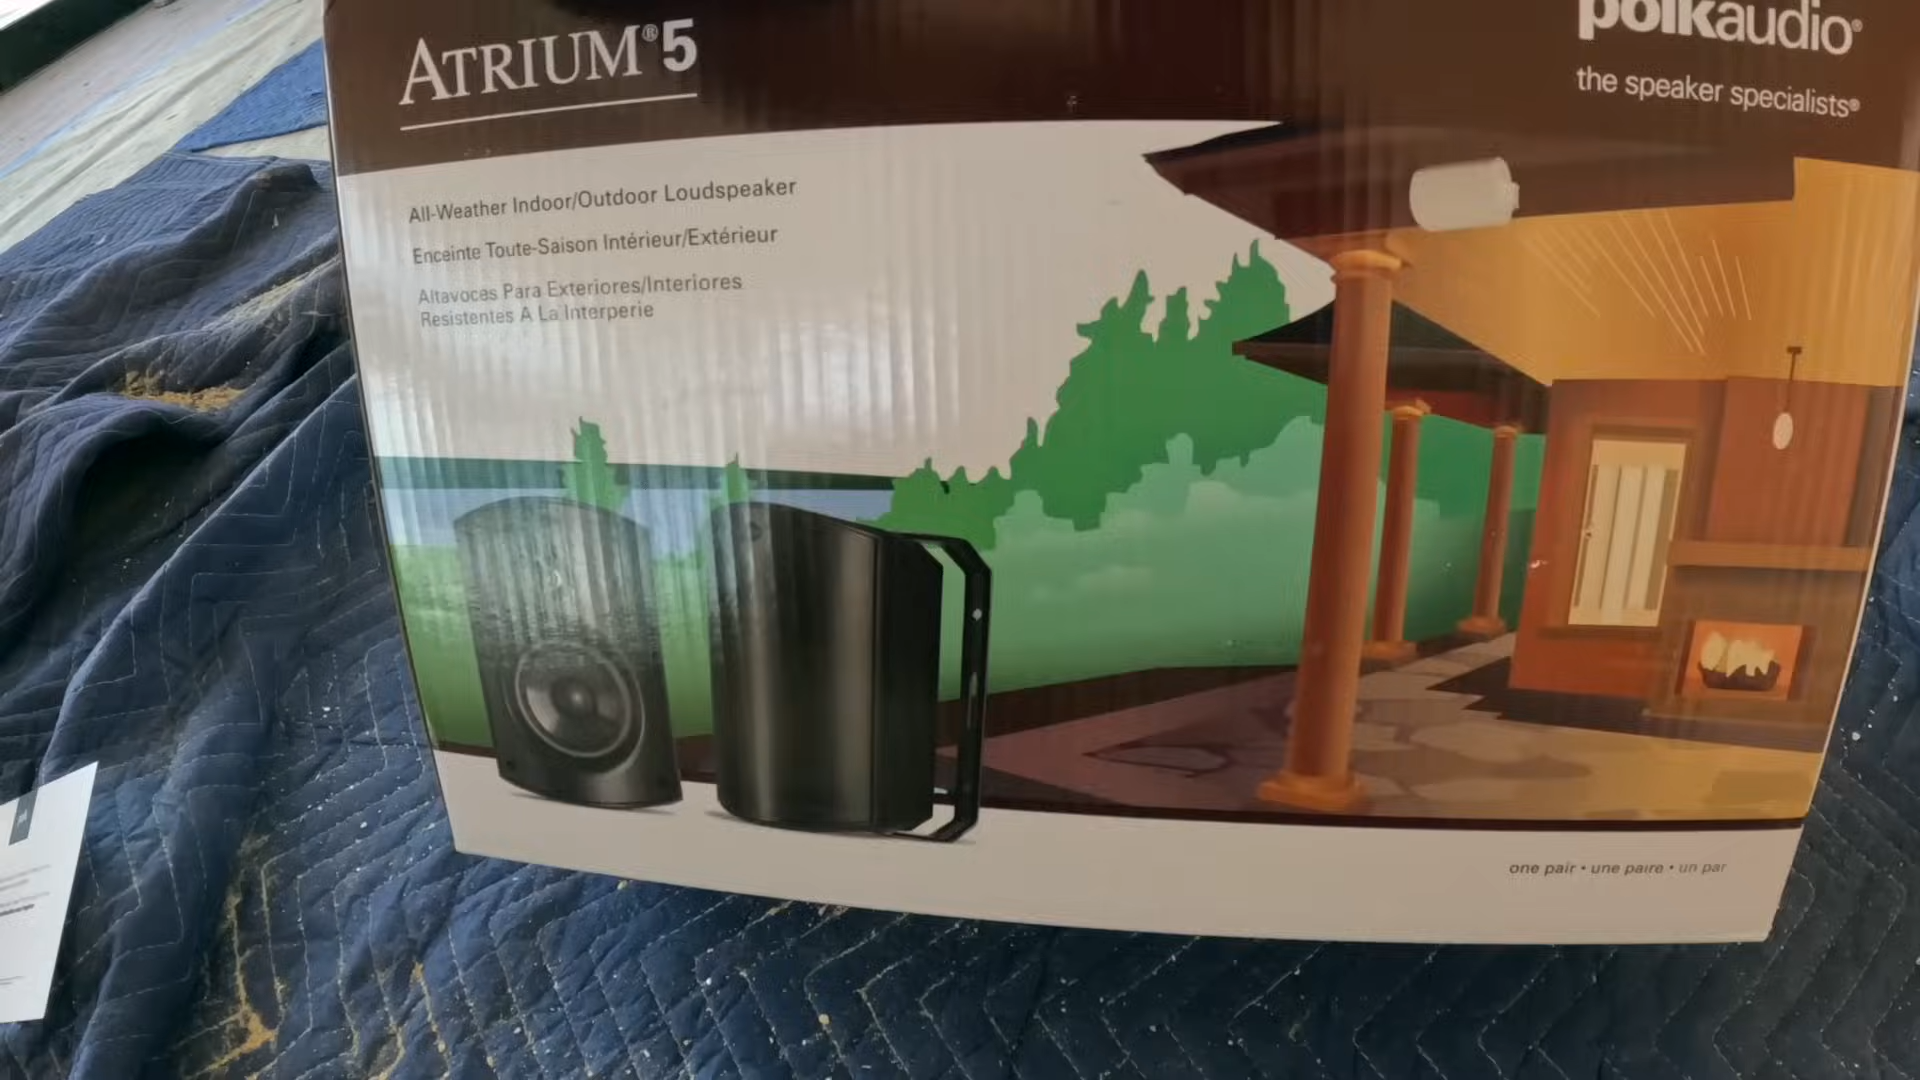 ATRIUM®5
polkaudio®
the speaker specialists®
All-Weather Indoor/Outdoor Loudspeaker
Enceinte Toute-Saison Intérieur/Extérieur
Altavoces Para Exteriores/Interiores
Resistentes A La Interperie
one pair • une paire • un par